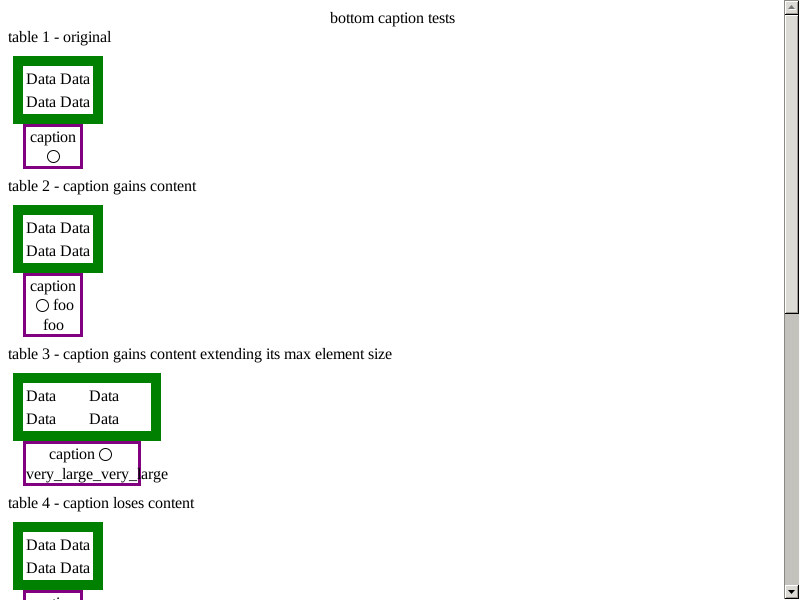 bottom caption tests
table 1 - original
Data Data
Data Data
caption
table 2 - caption gains content
Data Data
Data Data
caption
foo
foo
table 3 - caption gains content extending its max element size
Data Data
Data Data
caption
very_large_very_large
table 4 - caption loses content
Data Data
Data Data